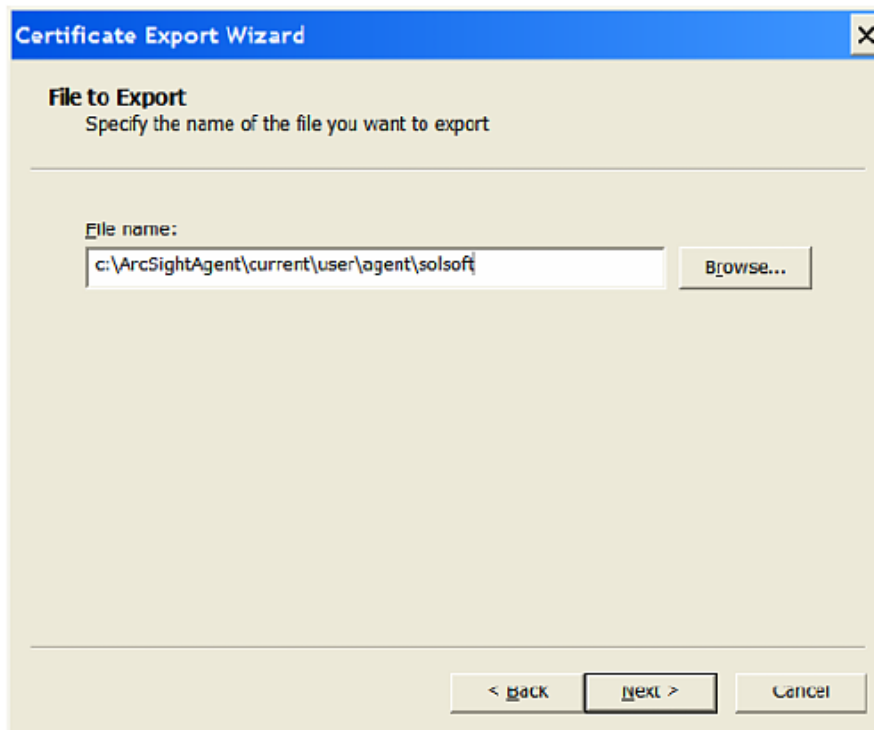 Certificate Export Wizard
File to Export
Specify the name of the file you want to export
File name:
c:\ArcSightAgent\current\user\agent\solsoft
Browse...
< Back
Next >
Cancel